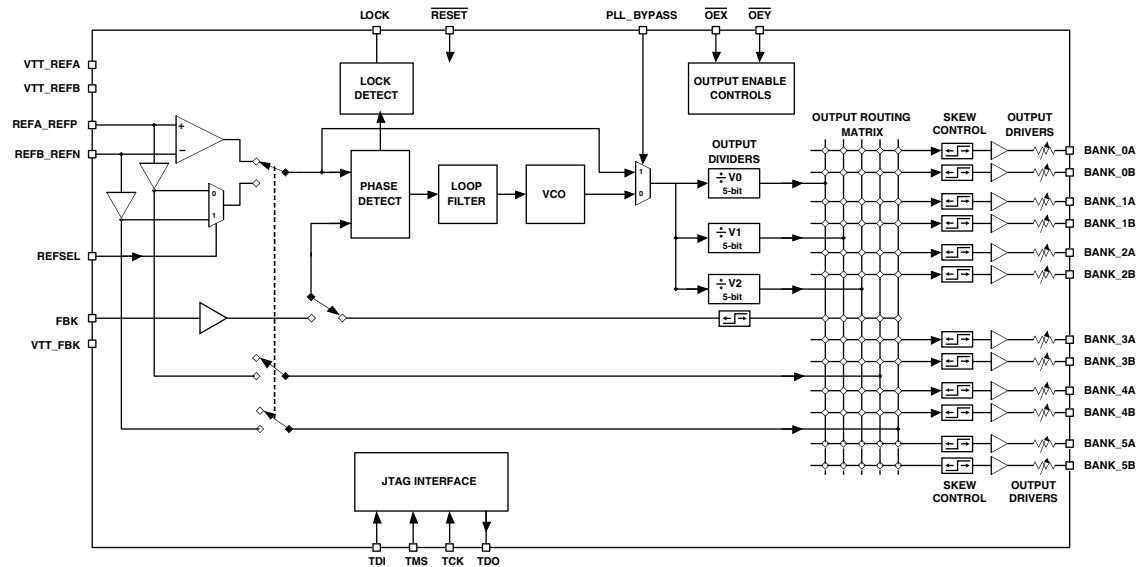 LOCK
RESET
PLL_BYPASS
OEX
OEY
VTT_REFA
VTT_REFB
REFA_REFP
REFB_REFN
REFSEL
FBK
VTT_FBK
+
–
0
1
LOCK
DETECT
PHASE
DETECT
LOOP
FILTER
VCO
1
0
OUTPUT ENABLE
CONTROLS
OUTPUT
DIVIDERS
÷ V0
5-bit
÷ V1
5-bit
÷ V2
5-bit
OUTPUT ROUTING
MATRIX
SKEW
CONTROL
OUTPUT
DRIVERS
BANK_0A
BANK_0B
BANK_1A
BANK_1B
BANK_2A
BANK_2B
BANK_3A
BANK_3B
BANK_4A
BANK_4B
BANK_5A
BANK_5B
SKEW
CONTROL
OUTPUT
DRIVERS
JTAG INTERFACE
TDI
TMS
TCK
TDO